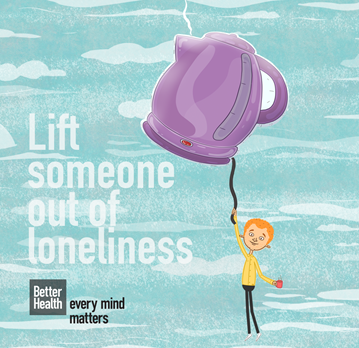 Lift
someone
out of
loneliness
Better
Health
every mind
matters